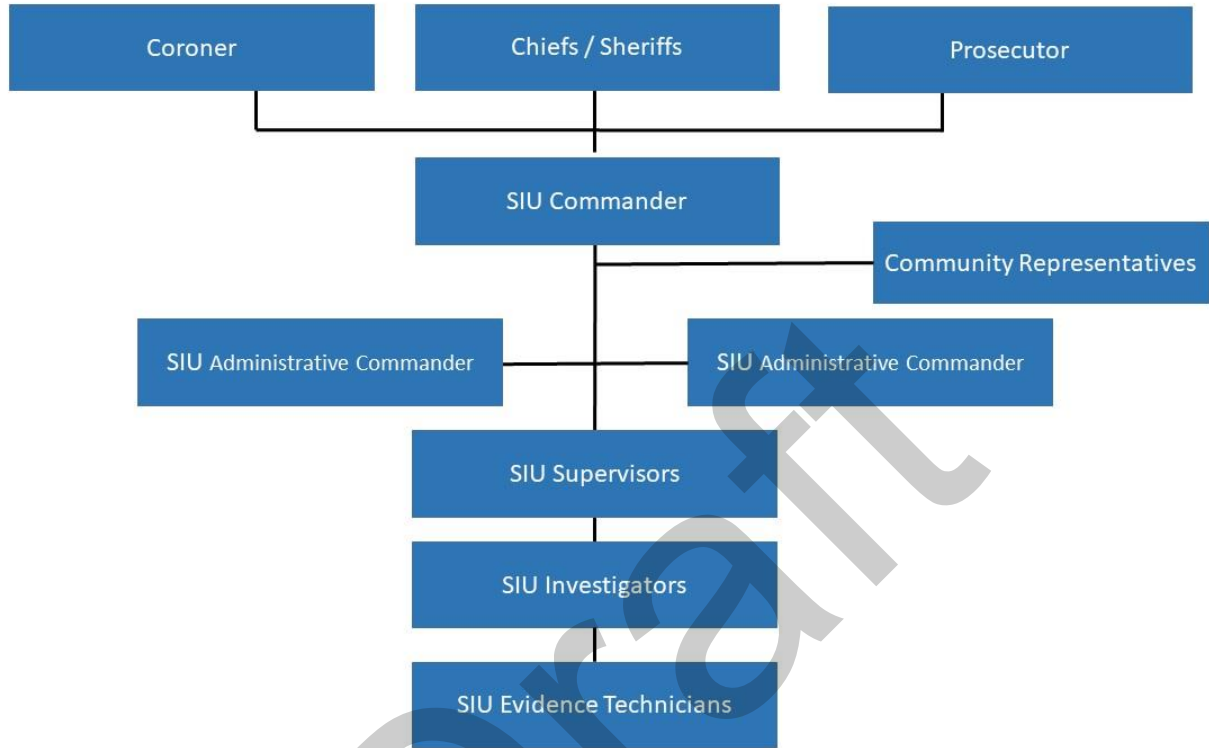 Coroner
Chiefs / Sheriffs
Prosecutor
SIU Commander
Community Representatives
SIU Administrative Commander
SIU Administrative Commander
SIU Supervisors
SIU Investigators
SIU Evidence Technicians
Draft